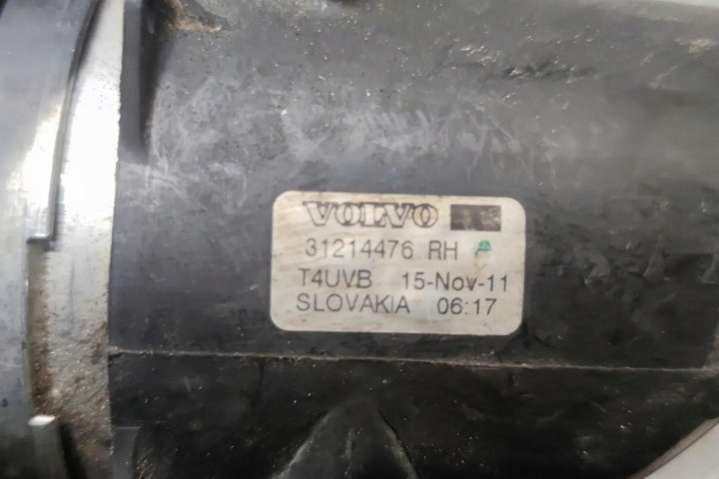 VOLVO
31214476 RH
T4UVB 15-Nov-11
SLOVAKIA 06:17